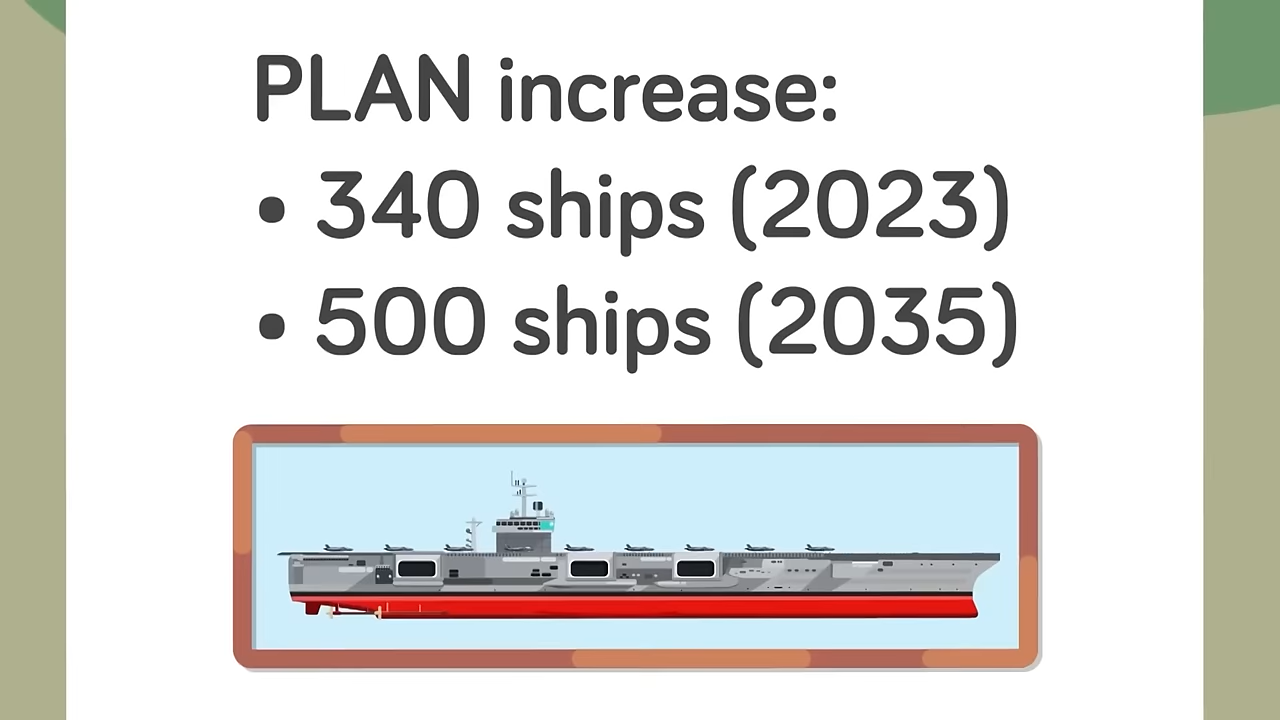 PLAN increase:
• 340 ships (2023)
• 500 ships (2035)